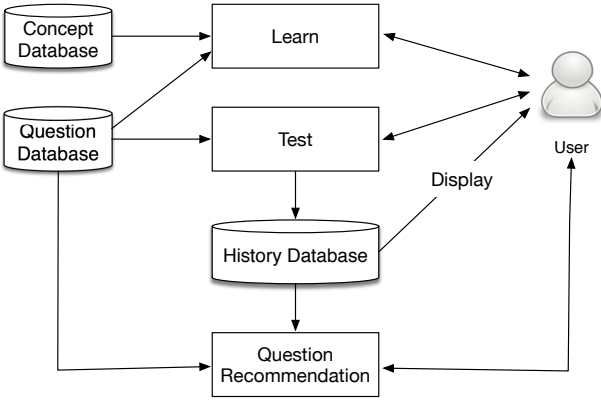 Concept
Database
Learn
Question
Database
Test
User
Display
History Database
Question
Recommendation